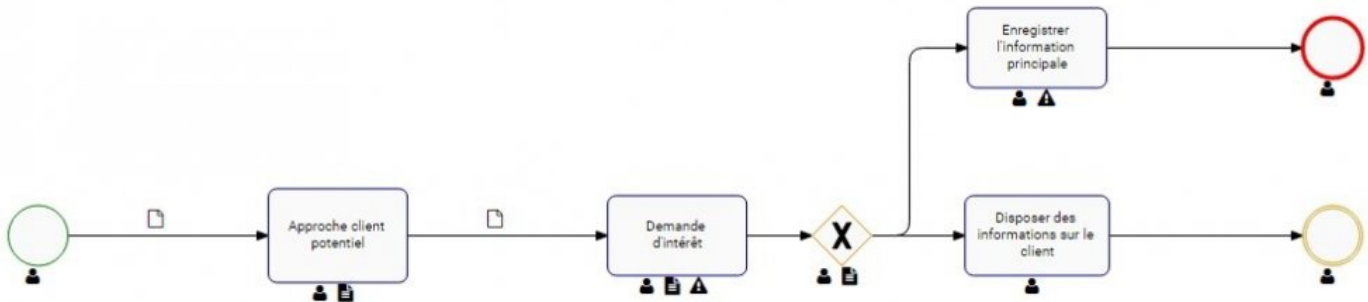 Enregistrer
l'information
principale
Approche client
potentiel
Demande
d'intérêt
X
Disposer des
informations sur le
client